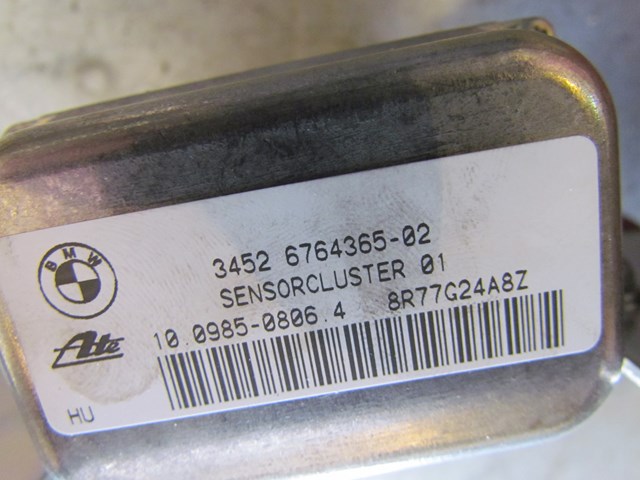 BMW
3452 6764365-02
SENSORCLUSTER 01
Ate
10.0985-0806.4 8R77G24A8Z
HU